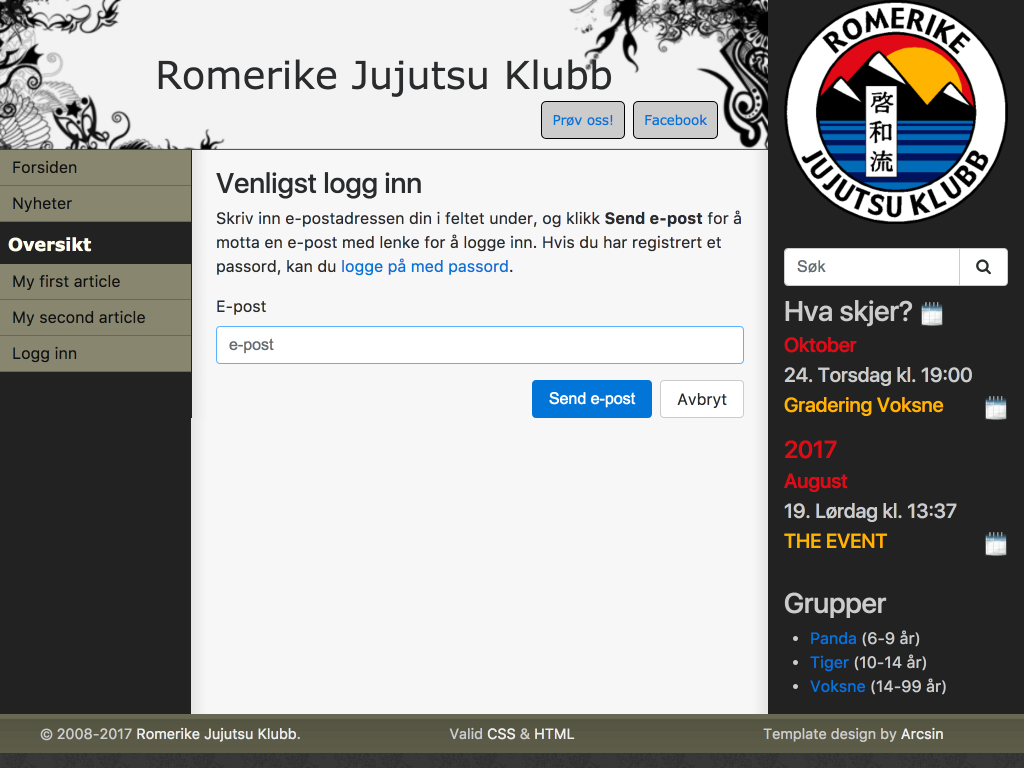 Romerike Jujutsu Klubb
Prøv oss!
Facebook
Forsiden
Nyheter
Oversikt
My first article
My second article
Logg inn
Venligst logg inn
Skriv inn e-postadressen din i feltet under, og klikk Send e-post for å
motta en e-post med lenke for å logge inn. Hvis du har registrert et
passord, kan du logge på med passord.
E-post
e-post
Send e-post
Avbryt
ROMERIKE
啓
和
流
JUJUTSU KLUBB
Søk
Hva skjer?
Oktober
24. Torsdag kl. 19:00
Gradering Voksne
2017
August
19. Lørdag kl. 13:37
THE EVENT
Grupper
Panda (6-9 år)
Tiger (10-14 år)
Voksne (14-99 år)
© 2008-2017 Romerike Jujutsu Klubb.
Valid CSS & HTML
Template design by Arcsin